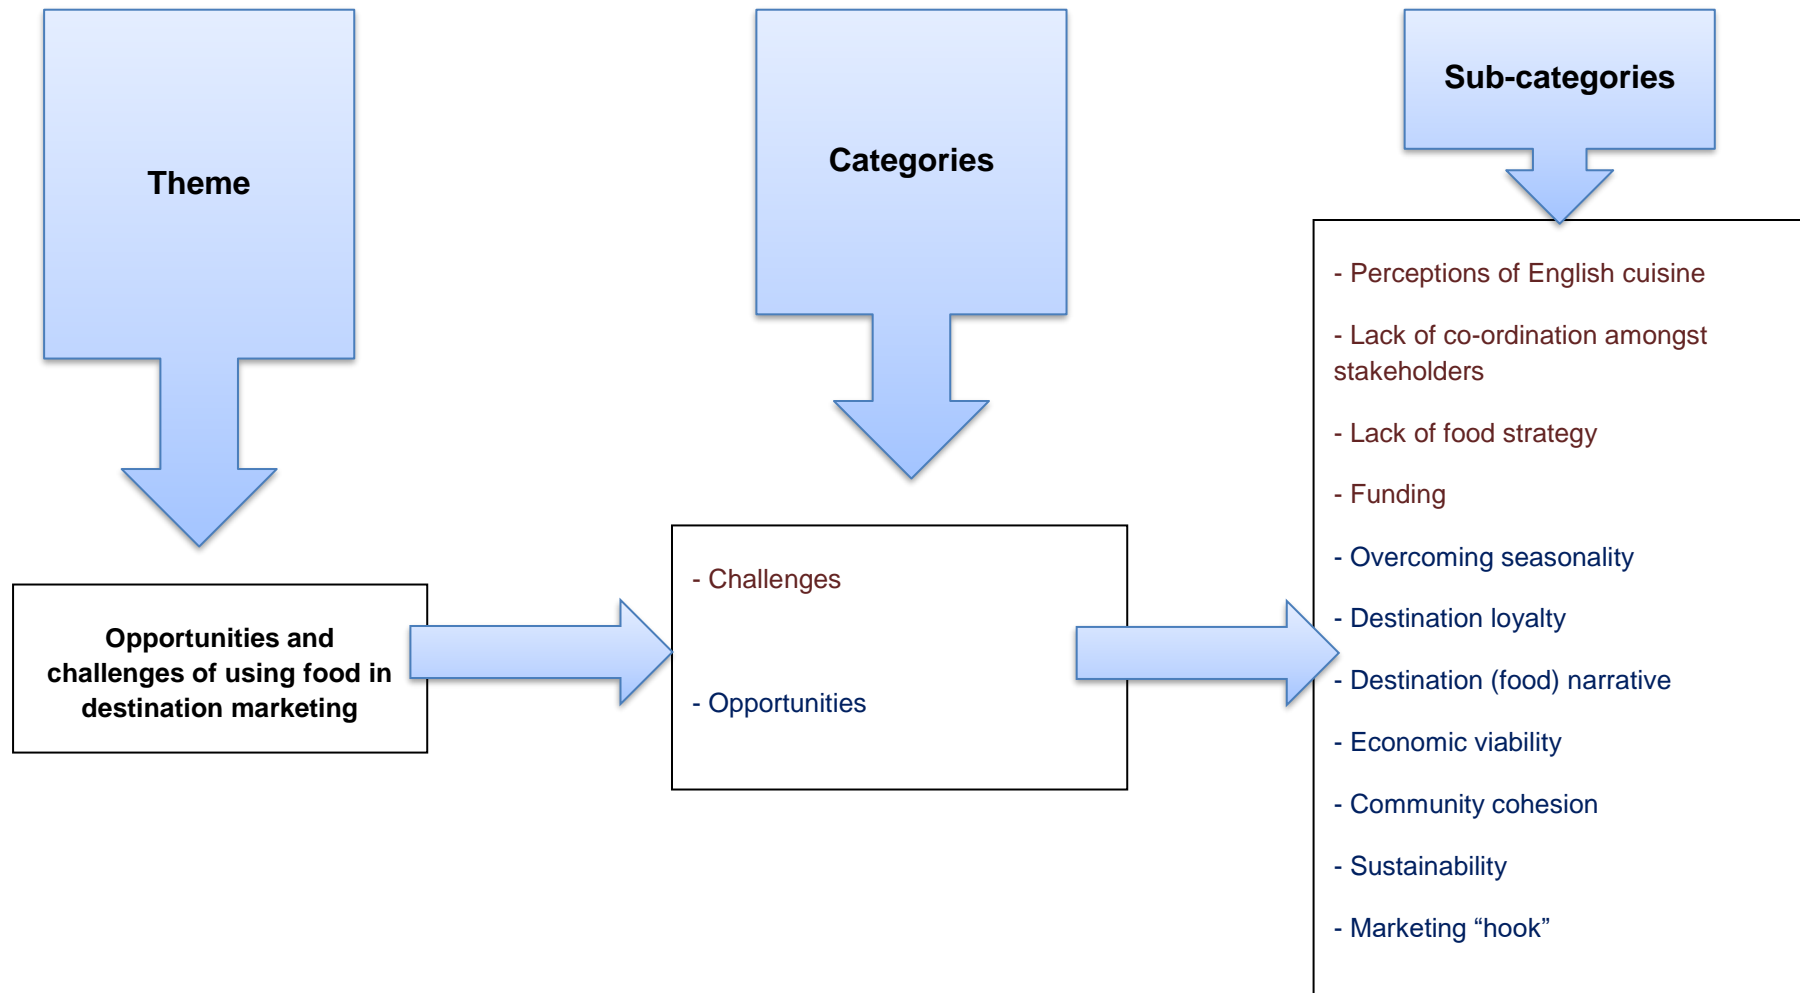 Theme
Categories
Sub-categories
Opportunities and
challenges of using food in
destination marketing
- Challenges
- Opportunities
- Perceptions of English cuisine
- Lack of co-ordination amongst
stakeholders
- Lack of food strategy
- Funding
- Overcoming seasonality
- Destination loyalty
- Destination (food) narrative
- Economic viability
- Community cohesion
- Sustainability
- Marketing “hook”